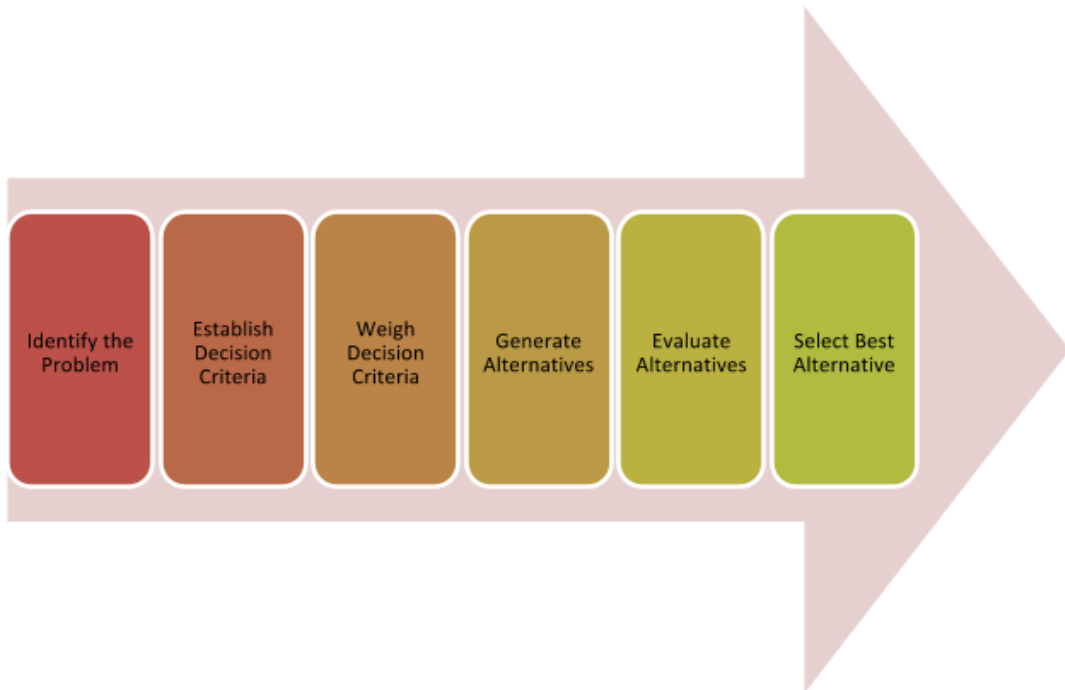 Identify the
Problem
Establish
Decision
Criteria
Weigh
Decision
Criteria
Generate
Alternatives
Evaluate
Alternatives
Select Best
Alternative